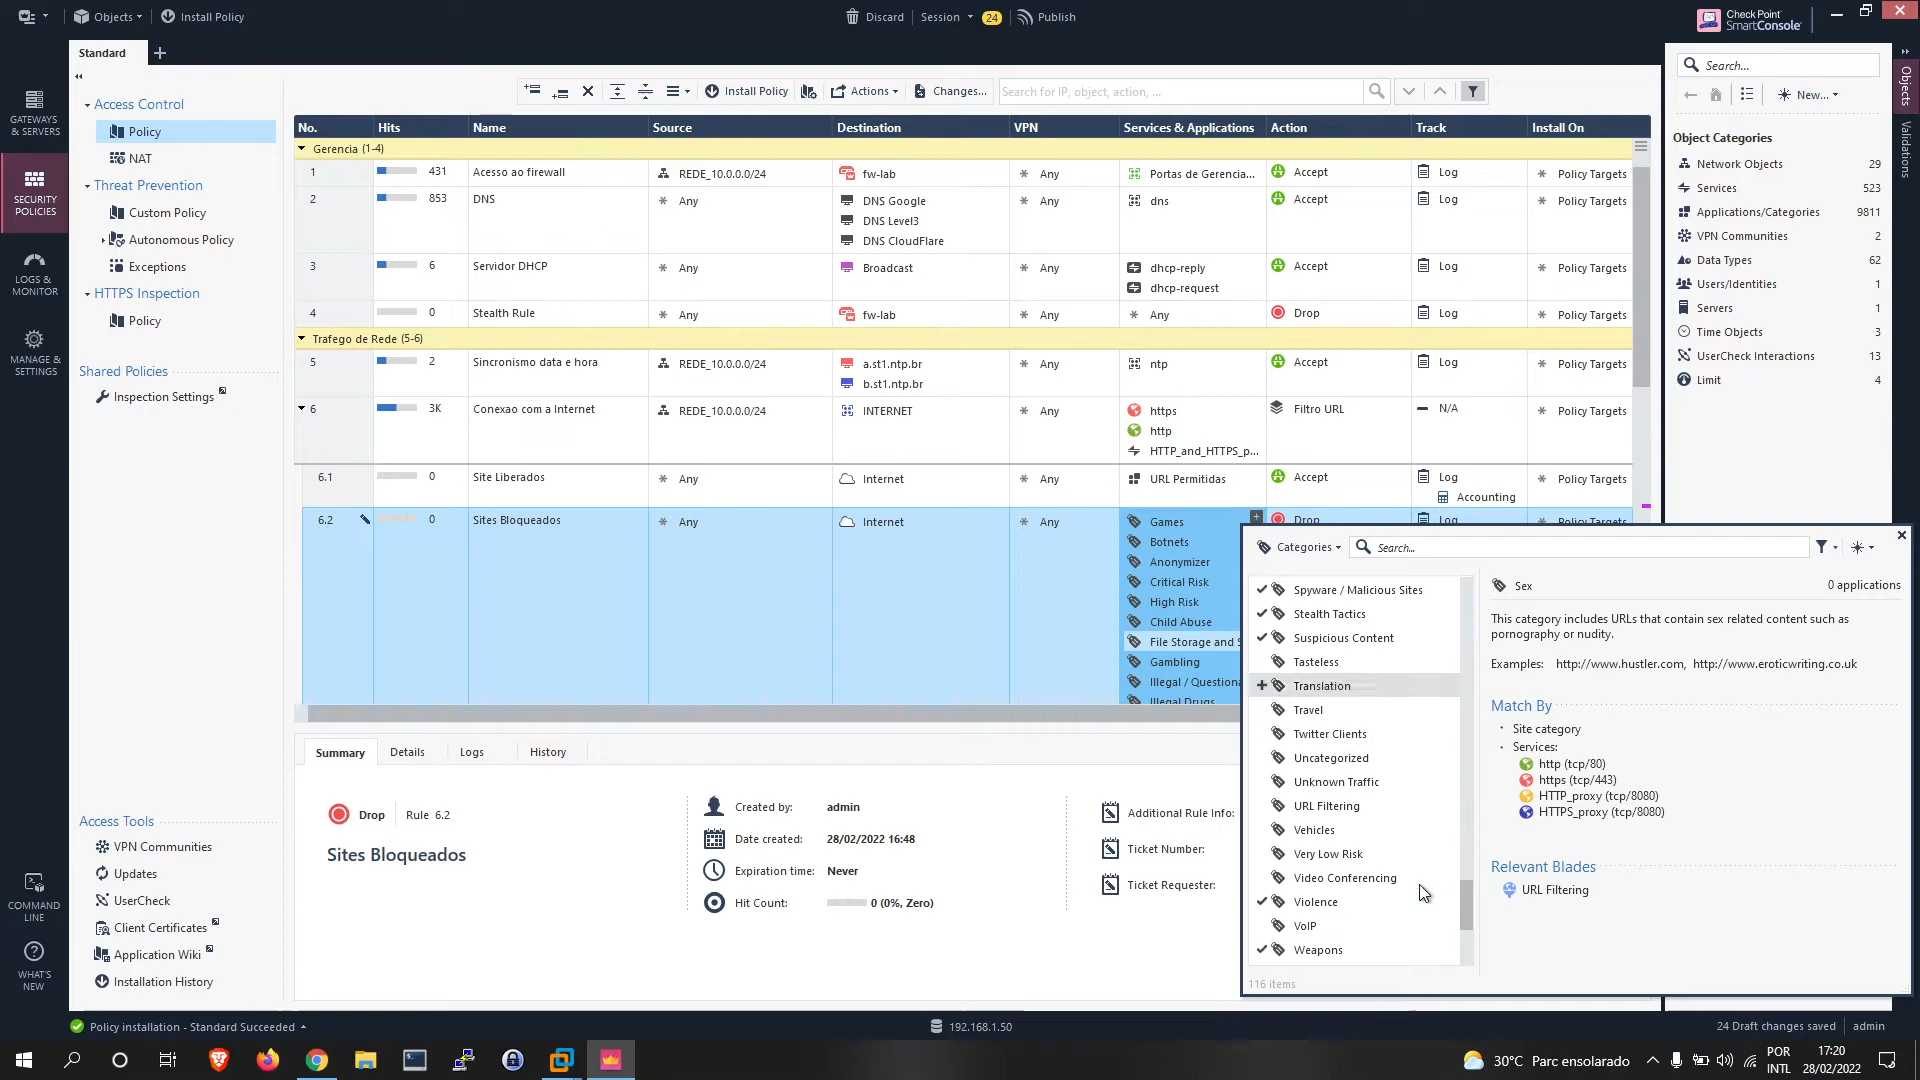 Objects
Install Policy
Discard
Session
24
Publish
Check Point
SmartConsole
Standard
Search...
Objects
Validations
GATEWAYS
& SERVERS
SECURITY
POLICIES
LOGS &
MONITOR
MANAGE &
SETTINGS
COMMAND
LINE
WHAT'S
NEW
Access Control
Policy
NAT
Threat Prevention
Custom Policy
Autonomous Policy
Exceptions
HTTPS Inspection
Policy
Shared Policies
Inspection Settings
Access Tools
VPN Communities
Updates
UserCheck
Client Certificates
Application Wiki
Installation History
Install Policy
Actions
Changes...
Search for IP, object, action, ...
New...
No. Hits Name Source Destination VPN Services & Applications Action Track Install On
Gerencia (1-4)
1 431 Acesso ao firewall REDE_10.0.0.0/24 fw-lab Any Portas de Gerencia... Accept Log Policy Targets
2 853 DNS Any DNS Google Any dns Accept Log Policy Targets
DNS Level3
DNS CloudFlare
3 6 Servidor DHCP Any Broadcast Any dhcp-reply Accept Log Policy Targets
dhcp-request
4 0 Stealth Rule Any fw-lab Any Any Drop Log Policy Targets
Trafego de Rede (5-6)
5 2 Sincronismo data e hora REDE_10.0.0.0/24 a.st1.ntp.br Any ntp Accept Log Policy Targets
b.st1.ntp.br
6 3K Conexao com a Internet REDE_10.0.0.0/24 INTERNET Any https Filtro URL N/A Policy Targets
http
HTTP_and_HTTPS_p...
6.1 0 Site Liberados Any Internet Any URL Permitidas Accept Log Policy Targets
Accounting
6.2 0 Sites Bloqueados Any Internet Any Games Drop Log Policy Targets
Botnets
Anonymizer
Critical Risk
High Risk
Child Abuse
File Storage and S
Gambling
Illegal / Questiona
Illegal Drugs
Object Categories
Network Objects 29
Services 523
Applications/Categories 9811
VPN Communities 2
Data Types 62
Users/Identities 1
Servers 1
Time Objects 3
UserCheck Interactions 13
Limit 4
Categories
Search...
Spyware / Malicious Sites
Stealth Tactics
Suspicious Content
Tasteless
Translation
Travel
Twitter Clients
Uncategorized
Unknown Traffic
URL Filtering
Vehicles
Very Low Risk
Video Conferencing
Violence
VoIP
Weapons
116 items
Sex 0 applications
This category includes URLs that contain sex related content such as
pornography or nudity.
Examples: http://www.hustler.com, http://www.eroticwriting.co.uk
Match By
Site category
Services:
http (tcp/80)
https (tcp/443)
HTTP_proxy (tcp/8080)
HTTPS_proxy (tcp/8080)
Relevant Blades
URL Filtering
Summary Details Logs History
Drop Rule 6.2
Sites Bloqueados
Created by: admin
Date created: 28/02/2022 16:48
Expiration time: Never
Hit Count: 0 (0%, Zero)
Additional Rule Info:
Ticket Number:
Ticket Requester:
Policy installation - Standard Succeeded
192.168.1.50
24 Draft changes saved
admin
30°C Parc ensolarado
POR
INTL
17:20
28/02/2022